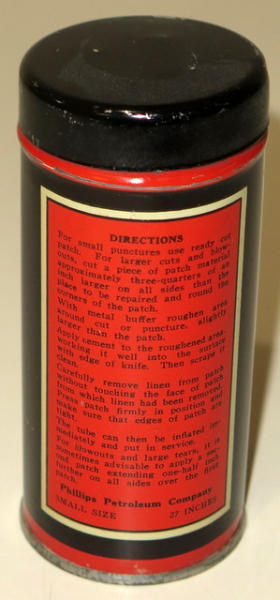 DIRECTIONS
For small punctures use ready cut
patch. For larger cuts and blow-
outs, cut a piece of patch material
approximately three-quarters of an
inch larger on all sides than the
place to be repaired and round the
corners of the patch.
With metal buffer roughen area
around cut or puncture, slightly
larger than the patch.
Apply cement to the roughened area
working it well into the surface
with edge of knife. Then scrape it
clean.
Carefully remove linen from patch
without touching the face of patch
from which linen had been removed.
Press patch firmly in position and
make sure that edges of patch are
tight.
The tube can then be inflated im-
mediately and put in service.
For blowouts and large tears, it is
sometimes advisable to apply a sec-
ond patch extending one-half inch
further on all sides over the first
patch.
Phillips Petroleum Company
SMALL SIZE 27 INCHES